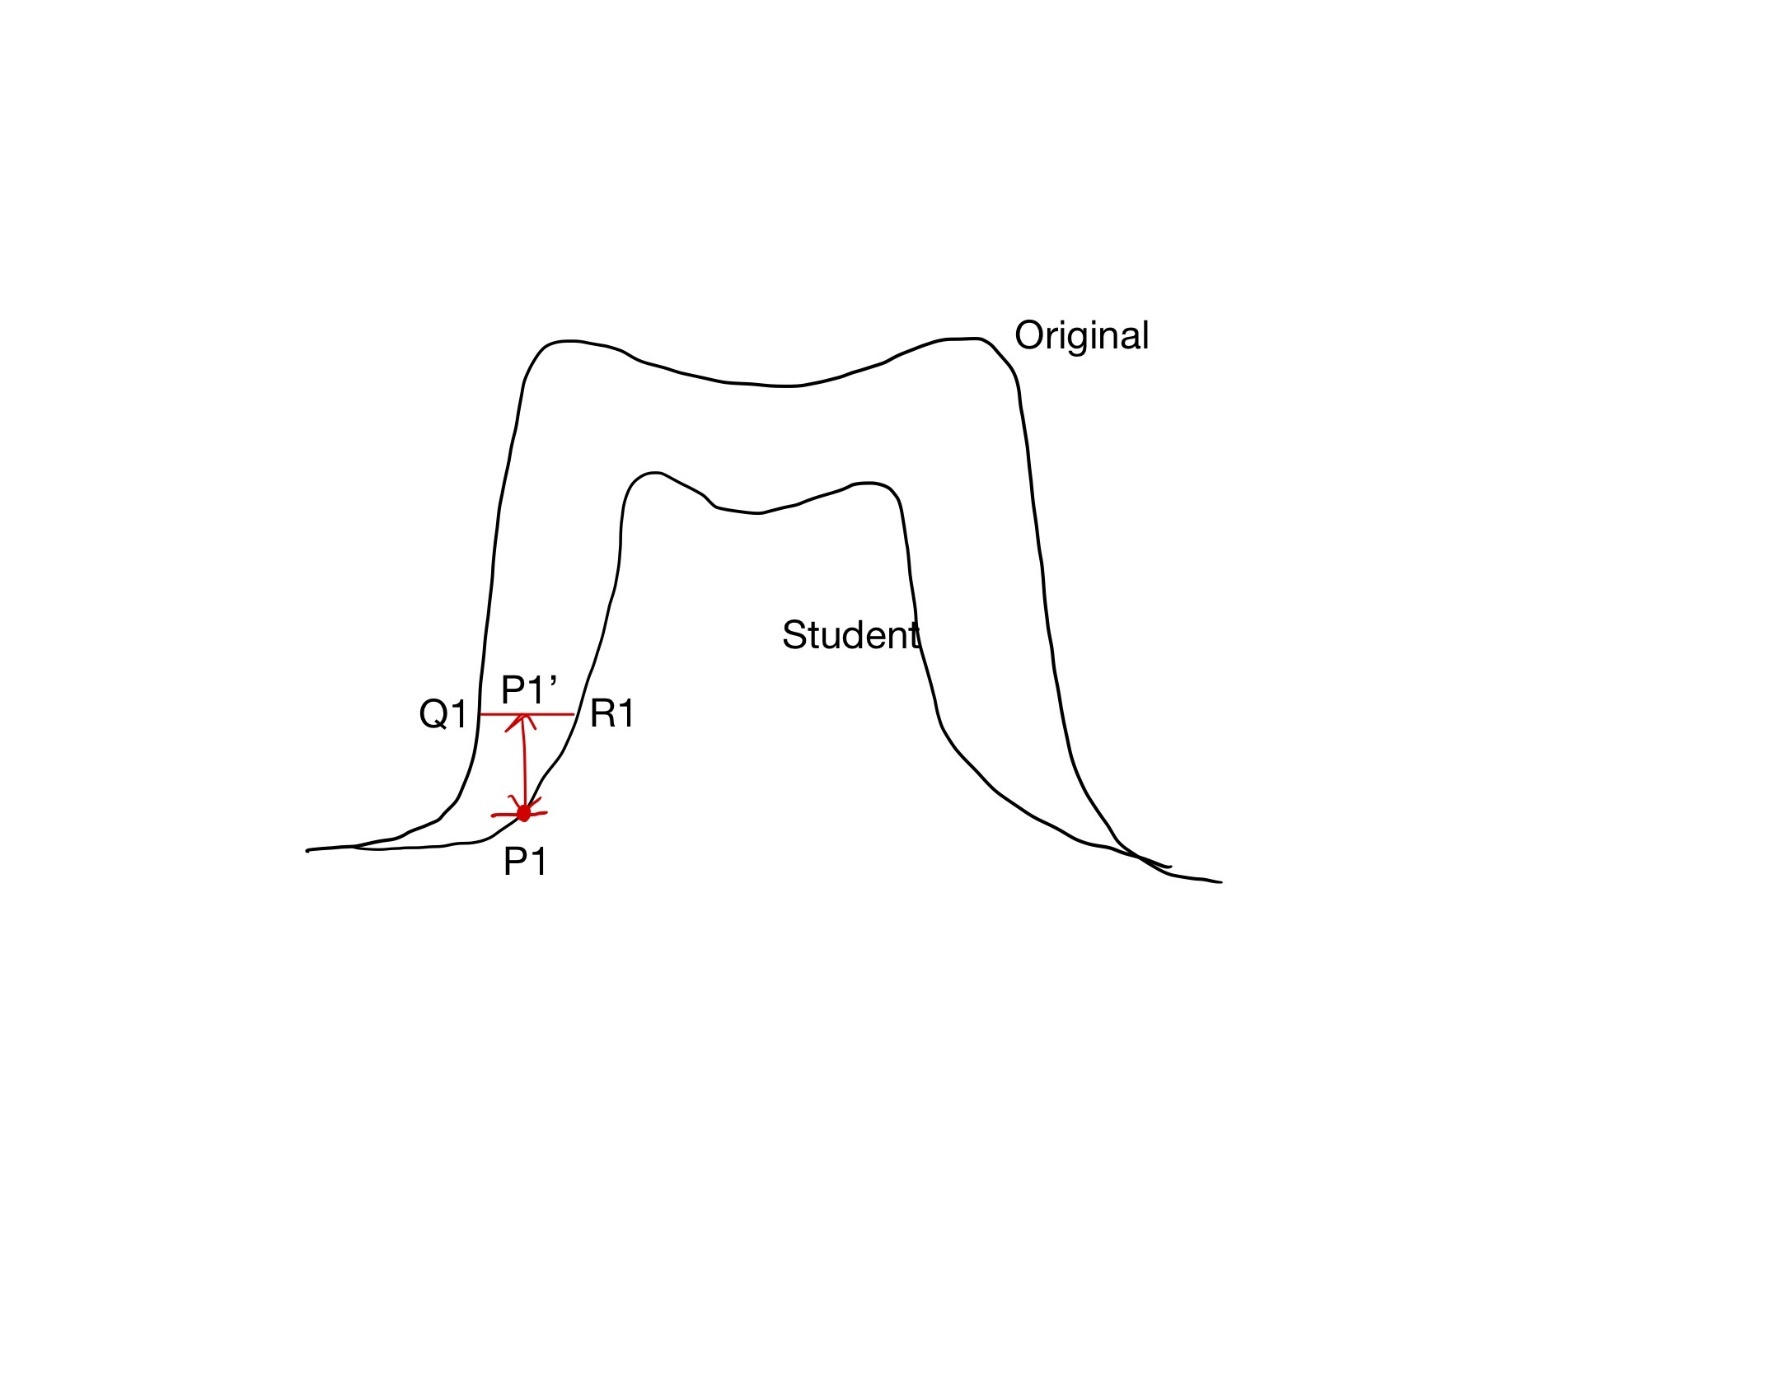 Original
Student
P1’
Q1
R1
P1